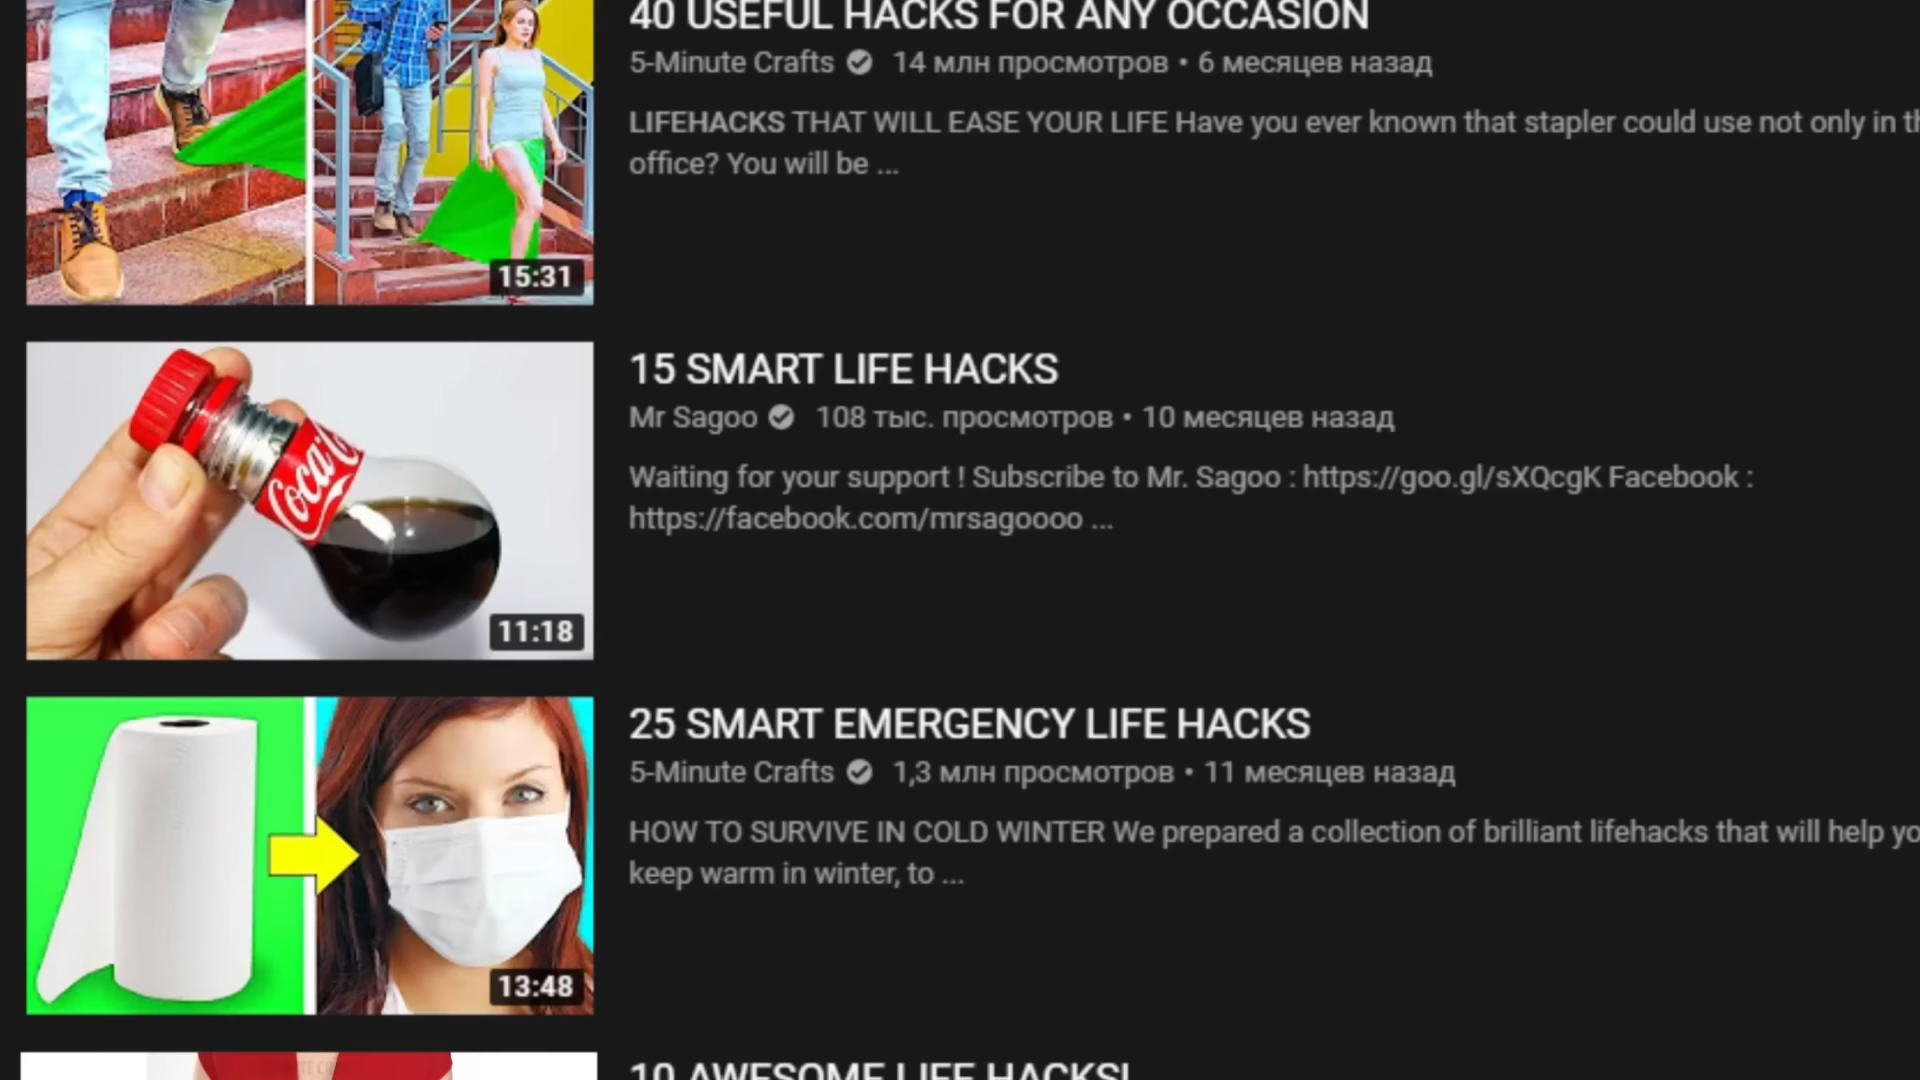 40 USEFUL HACKS FOR ANY OCCASION
5-Minute Crafts 14 млн просмотров • 6 месяцев назад
LIFEHACKS THAT WILL EASE YOUR LIFE Have you ever known that stapler could use not only in
office? You will be ...
15:31
15 SMART LIFE HACKS
Mr Sagoo 108 тыс. просмотров • 10 месяцев назад
Waiting for your support ! Subscribe to Mr. Sagoo : https://goo.gl/sXQcgK Facebook :
https://facebook.com/mrsagoooo ...
Coca
11:18
25 SMART EMERGENCY LIFE HACKS
5-Minute Crafts 1,3 млн просмотров • 11 месяцев назад
HOW TO SURVIVE IN COLD WINTER We prepared a collection of brilliant lifehacks that will help
keep warm in winter, to ...
13:48
10 AWESOME LIFE HACKS!